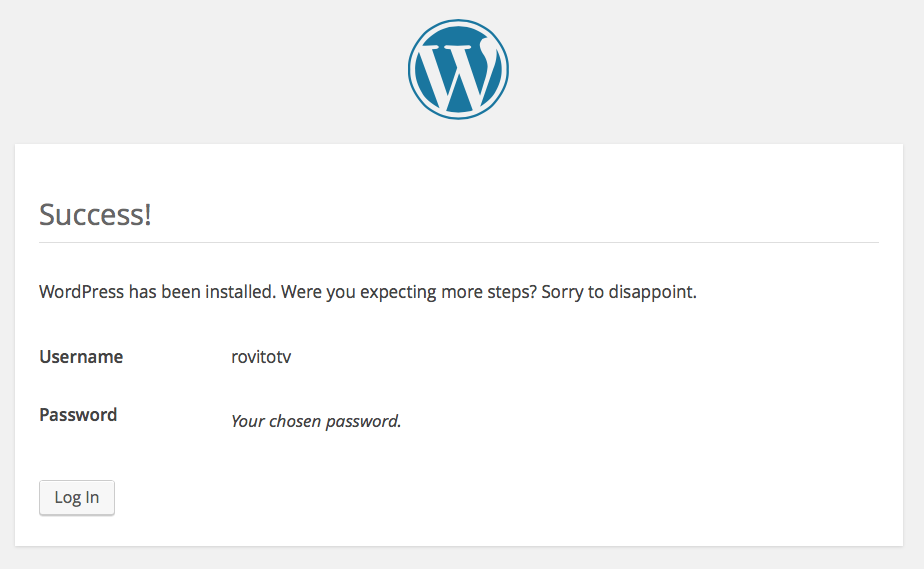 Success!
WordPress has been installed. Were you expecting more steps? Sorry to disappoint.
Username rovitotv
Password Your chosen password.
Log In